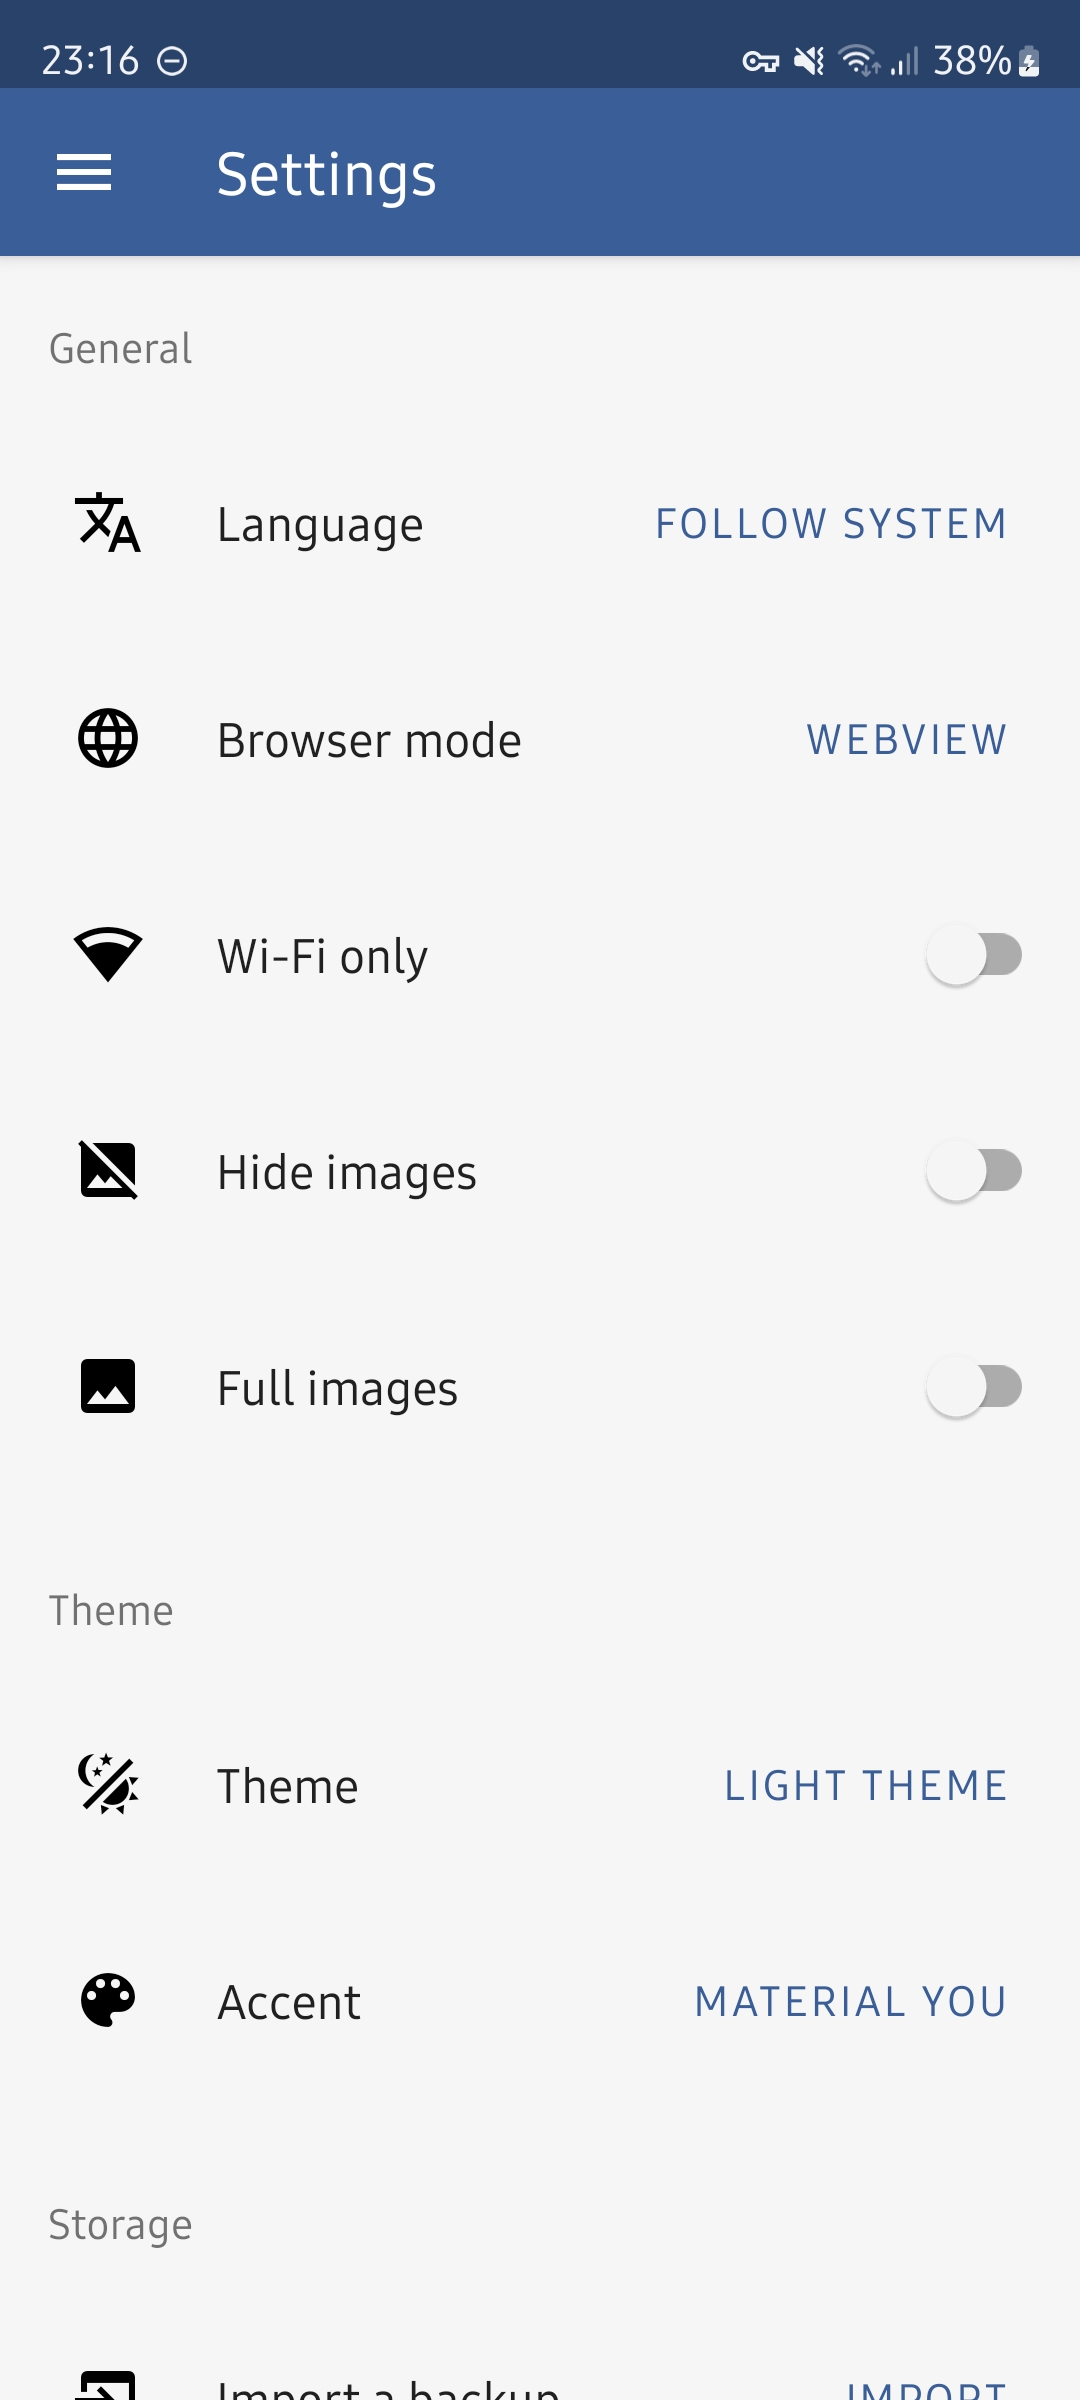 23:16 38%
Settings
General
Language FOLLOW SYSTEM
Browser mode WEBVIEW
Wi-Fi only
Hide images
Full images
Theme
Theme LIGHT THEME
Accent MATERIAL YOU
Storage
Import a backup IMPORT